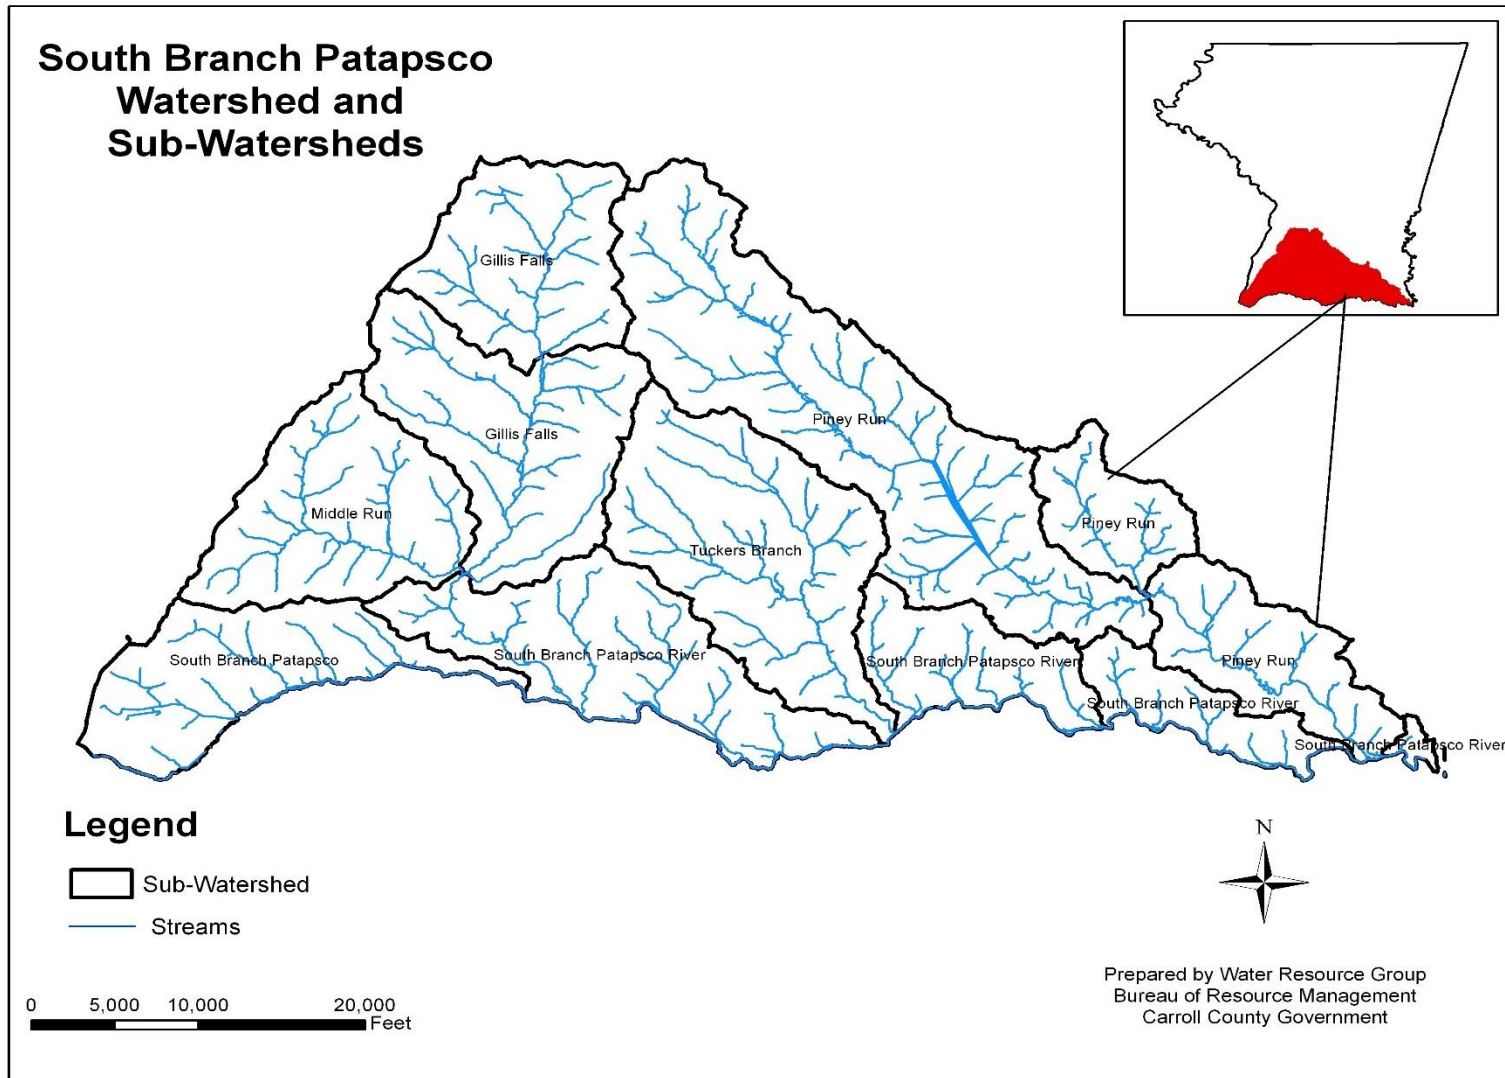 South Branch Patapsco
Watershed and
Sub-Watersheds
Gillis Falls
Piney Run
Gillis Falls
Middle Run
Piney Run
Tuckers Branch
South Branch Patapsco
South Branch Patapsco River
South Branch Patapsco River
Piney Run
South Branch Patapsco River
South Branch Patapsco River
Legend
Sub-Watershed
Streams
0 5,000 10,000 20,000
Feet
N
Prepared by Water Resource Group
Bureau of Resource Management
Carroll County Government